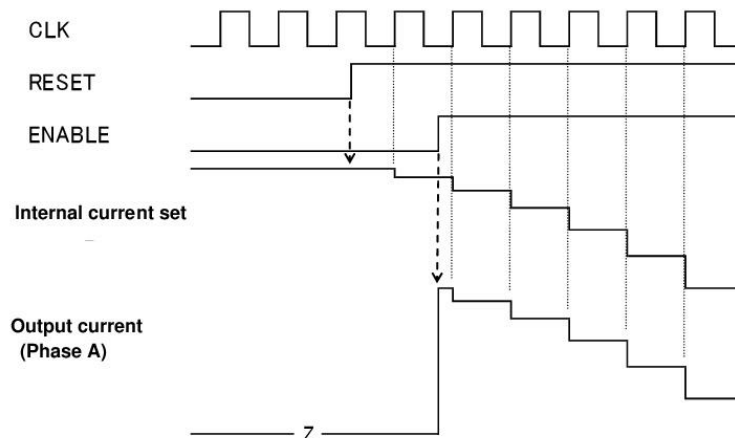 CLK
RESET
ENABLE
Internal current set
Output current
(Phase A)
Z